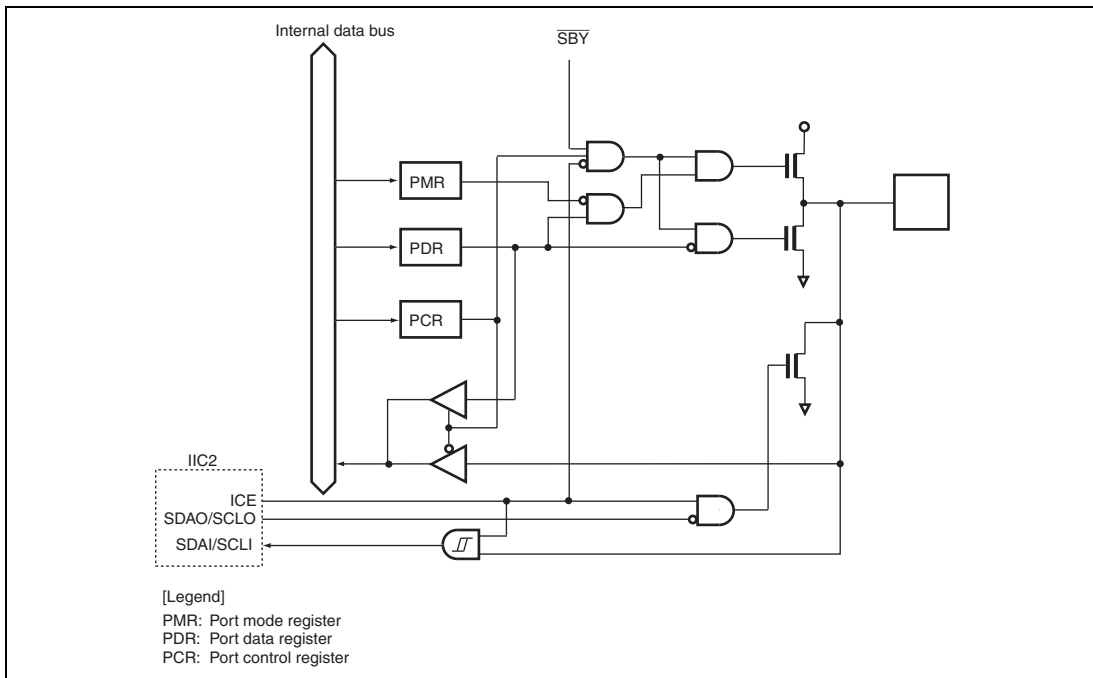 Internal data bus
SBY
PMR
PDR
PCR
IIC2
ICE
SDAO/SCLO
SDAI/SCLI
[Legend]
PMR: Port mode register
PDR: Port data register
PCR: Port control register